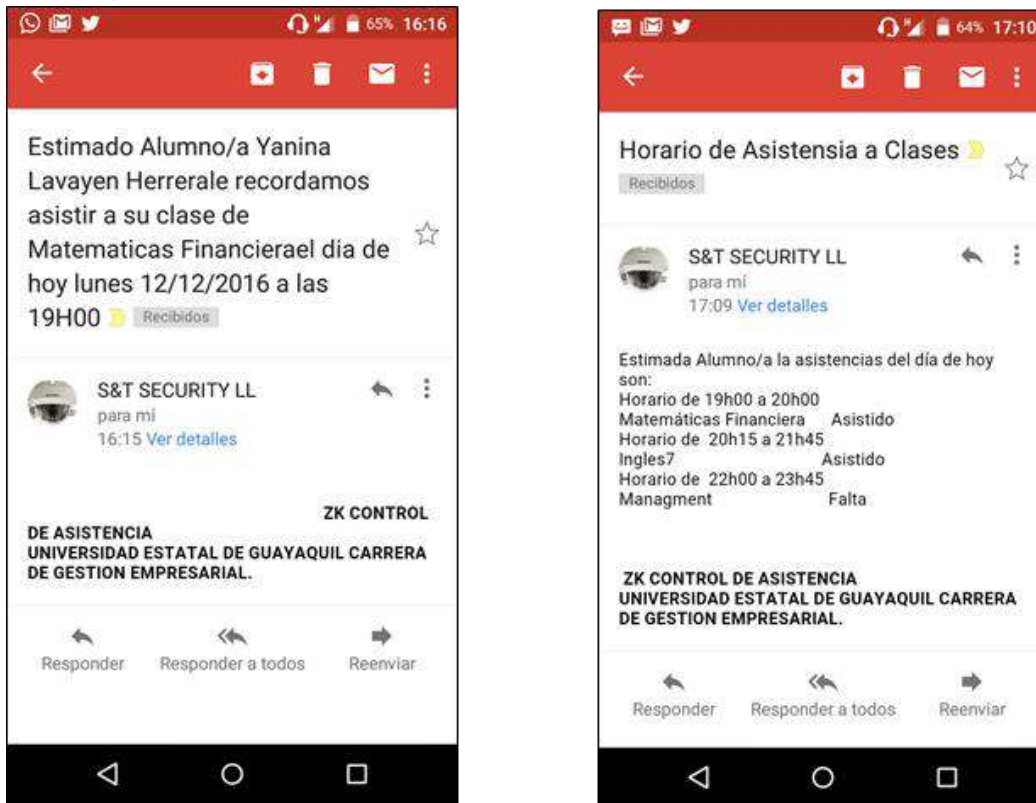 65% 16:16
Estimado Alumno/a Yanina
Lavayen Herrerale recordamos
asistir a su clase de
Matematicas Financierael dia de
hoy lunes 12/12/2016 a las
19H00 Recibidos
S&T SECURITY LL
para mí
16:15 Ver detalles
ZK CONTROL
DE ASISTENCIA
UNIVERSIDAD ESTATAL DE GUAYAQUIL CARRERA
DE GESTION EMPRESARIAL.
Responder Responder a todos Reenviar
H 64% 17:10
Horario de Asistensia a Clases
Recibidos
S&T SECURITY LL
para mí
17:09 Ver detalles
Estimada Alumno/a la asistencias del día de hoy
son:
Horario de 19h00 a 20h00
Matemáticas Financiera Asistido
Horario de 20h15 a 21h45
Ingles7 Asistido
Horario de 22h00 a 23h45
Managment Falta
ZK CONTROL DE ASISTENCIA
UNIVERSIDAD ESTATAL DE GUAYAQUIL CARRERA
DE GESTION EMPRESARIAL.
Responder Responder a todos Reenviar